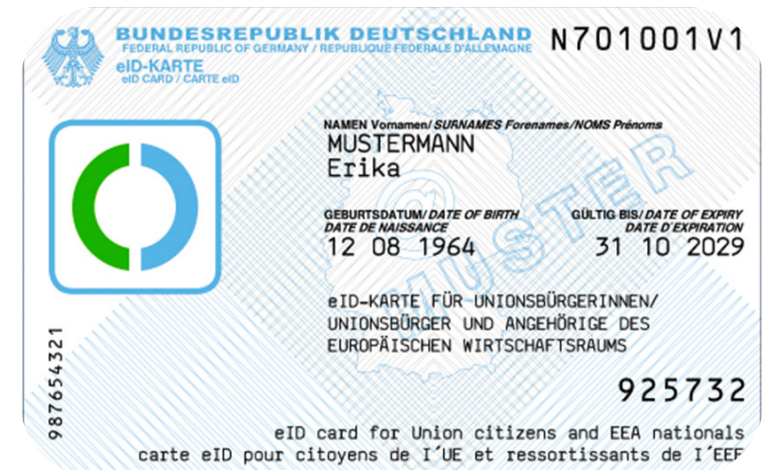 BUNDESREPUBLIK DEUTSCHLAND
FEDERAL REPUBLIC OF GERMANY / REPUBLIQUE FEDERALE D'ALLEMAGNE
eID-KARTE
eID CARD / CARTE eID
N701001V1
NAMEN Vornamen/ SURNAMES Forenames/NOMS Prénoms
MUSTERMANN
Erika
GEBURTSDATUM/ DATE OF BIRTH
DATE DE NAISSANCE
12 08 1964
GÜLTIG BIS/ DATE OF EXPIRY
DATE D'EXPIRATION
31 10 2029
MUSTER
eID-KARTE FÜR UNIONSBÜRGERINNEN/
UNIONSBÜRGER UND ANGEHÖRIGE DES
EUROPÄISCHEN WIRTSCHAFTSRAUMS
987654321
925732
eID card for Union citizens and EEA nationals
carte eID pour citoyens de I´UE et ressortissants de I´EEE